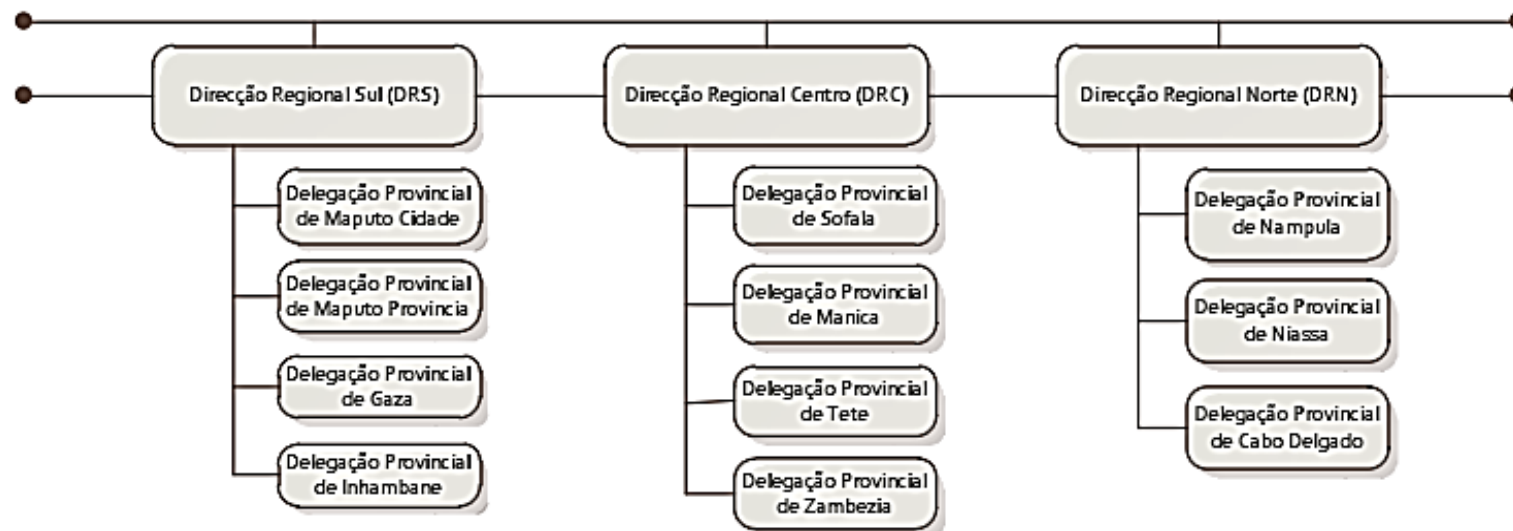 Direcção Regional Sul (DRS)
Delegação Provincial
de Maputo Cidade
Delegação Provincial
de Maputo Provincia
Delegação Provincial
de Gaza
Delegação Provincial
de Inhambane
Direcção Regional Centro (DRC)
Delegação Provincial
de Sofala
Delegação Provincial
de Manica
Delegação Provincial
de Tete
Delegação Provincial
de Zambezia
Direcção Regional Norte (DRN)
Delegação Provincial
de Nampula
Delegação Provincial
de Niassa
Delegação Provincial
de Cabo Delgado